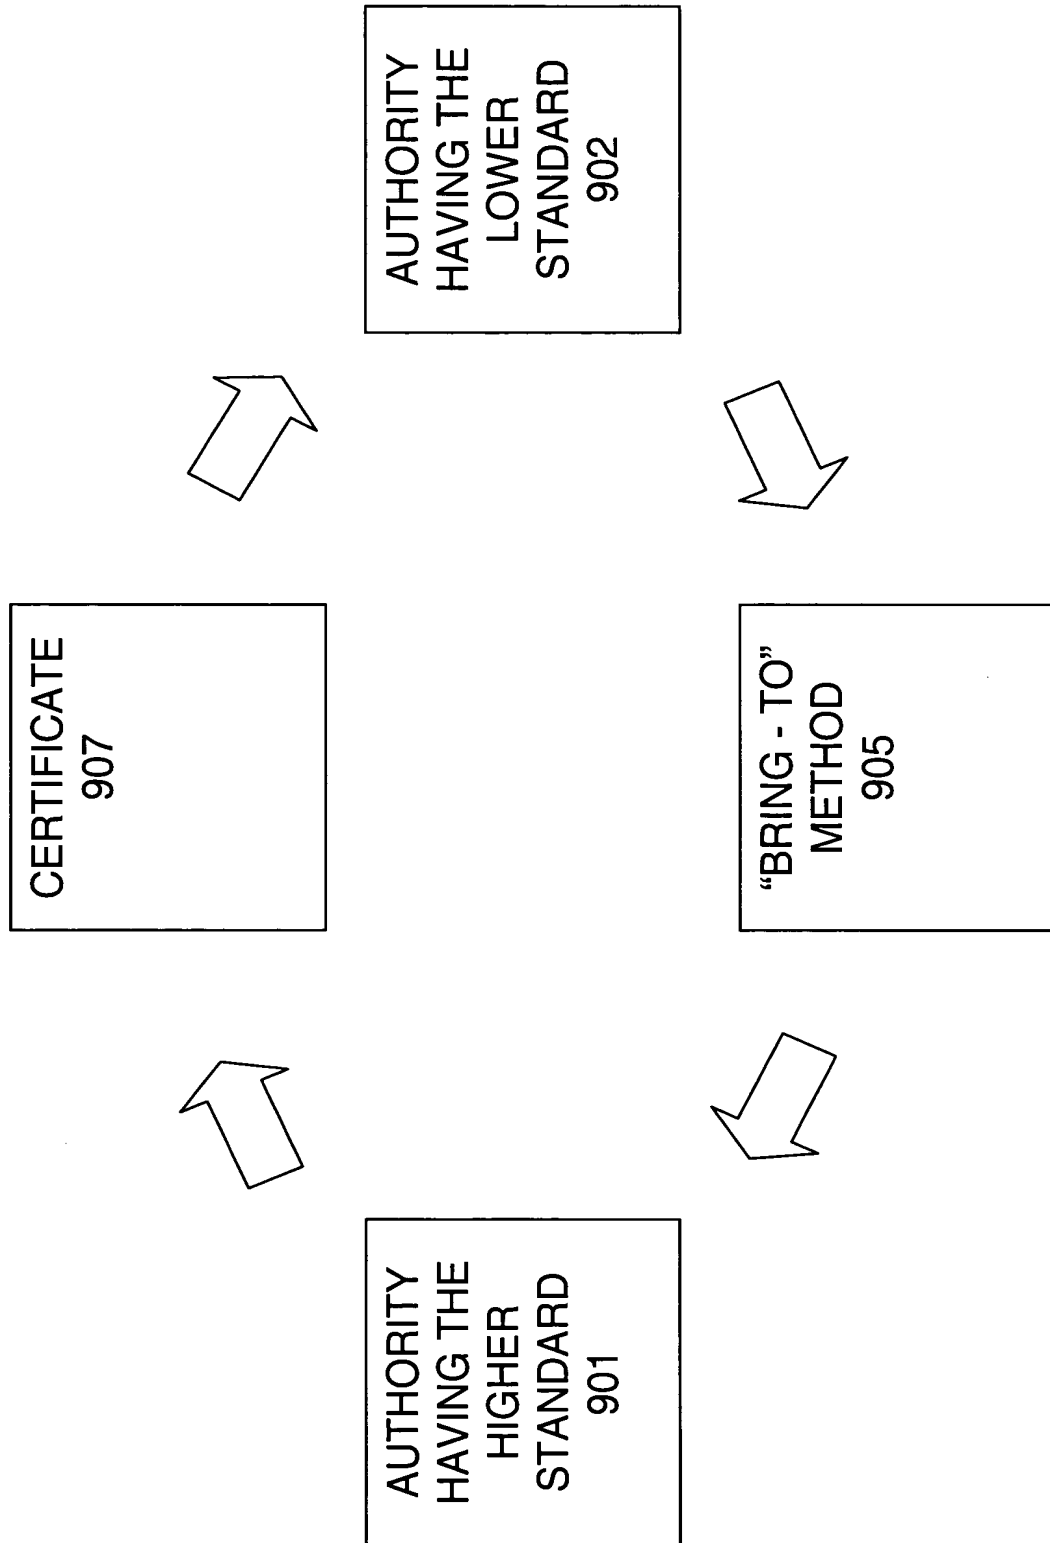 CERTIFICATE
907
AUTHORITY
HAVING THE
HIGHER
STANDARD
901
AUTHORITY
HAVING THE
LOWER
STANDARD
902
“BRING - TO”
METHOD
905